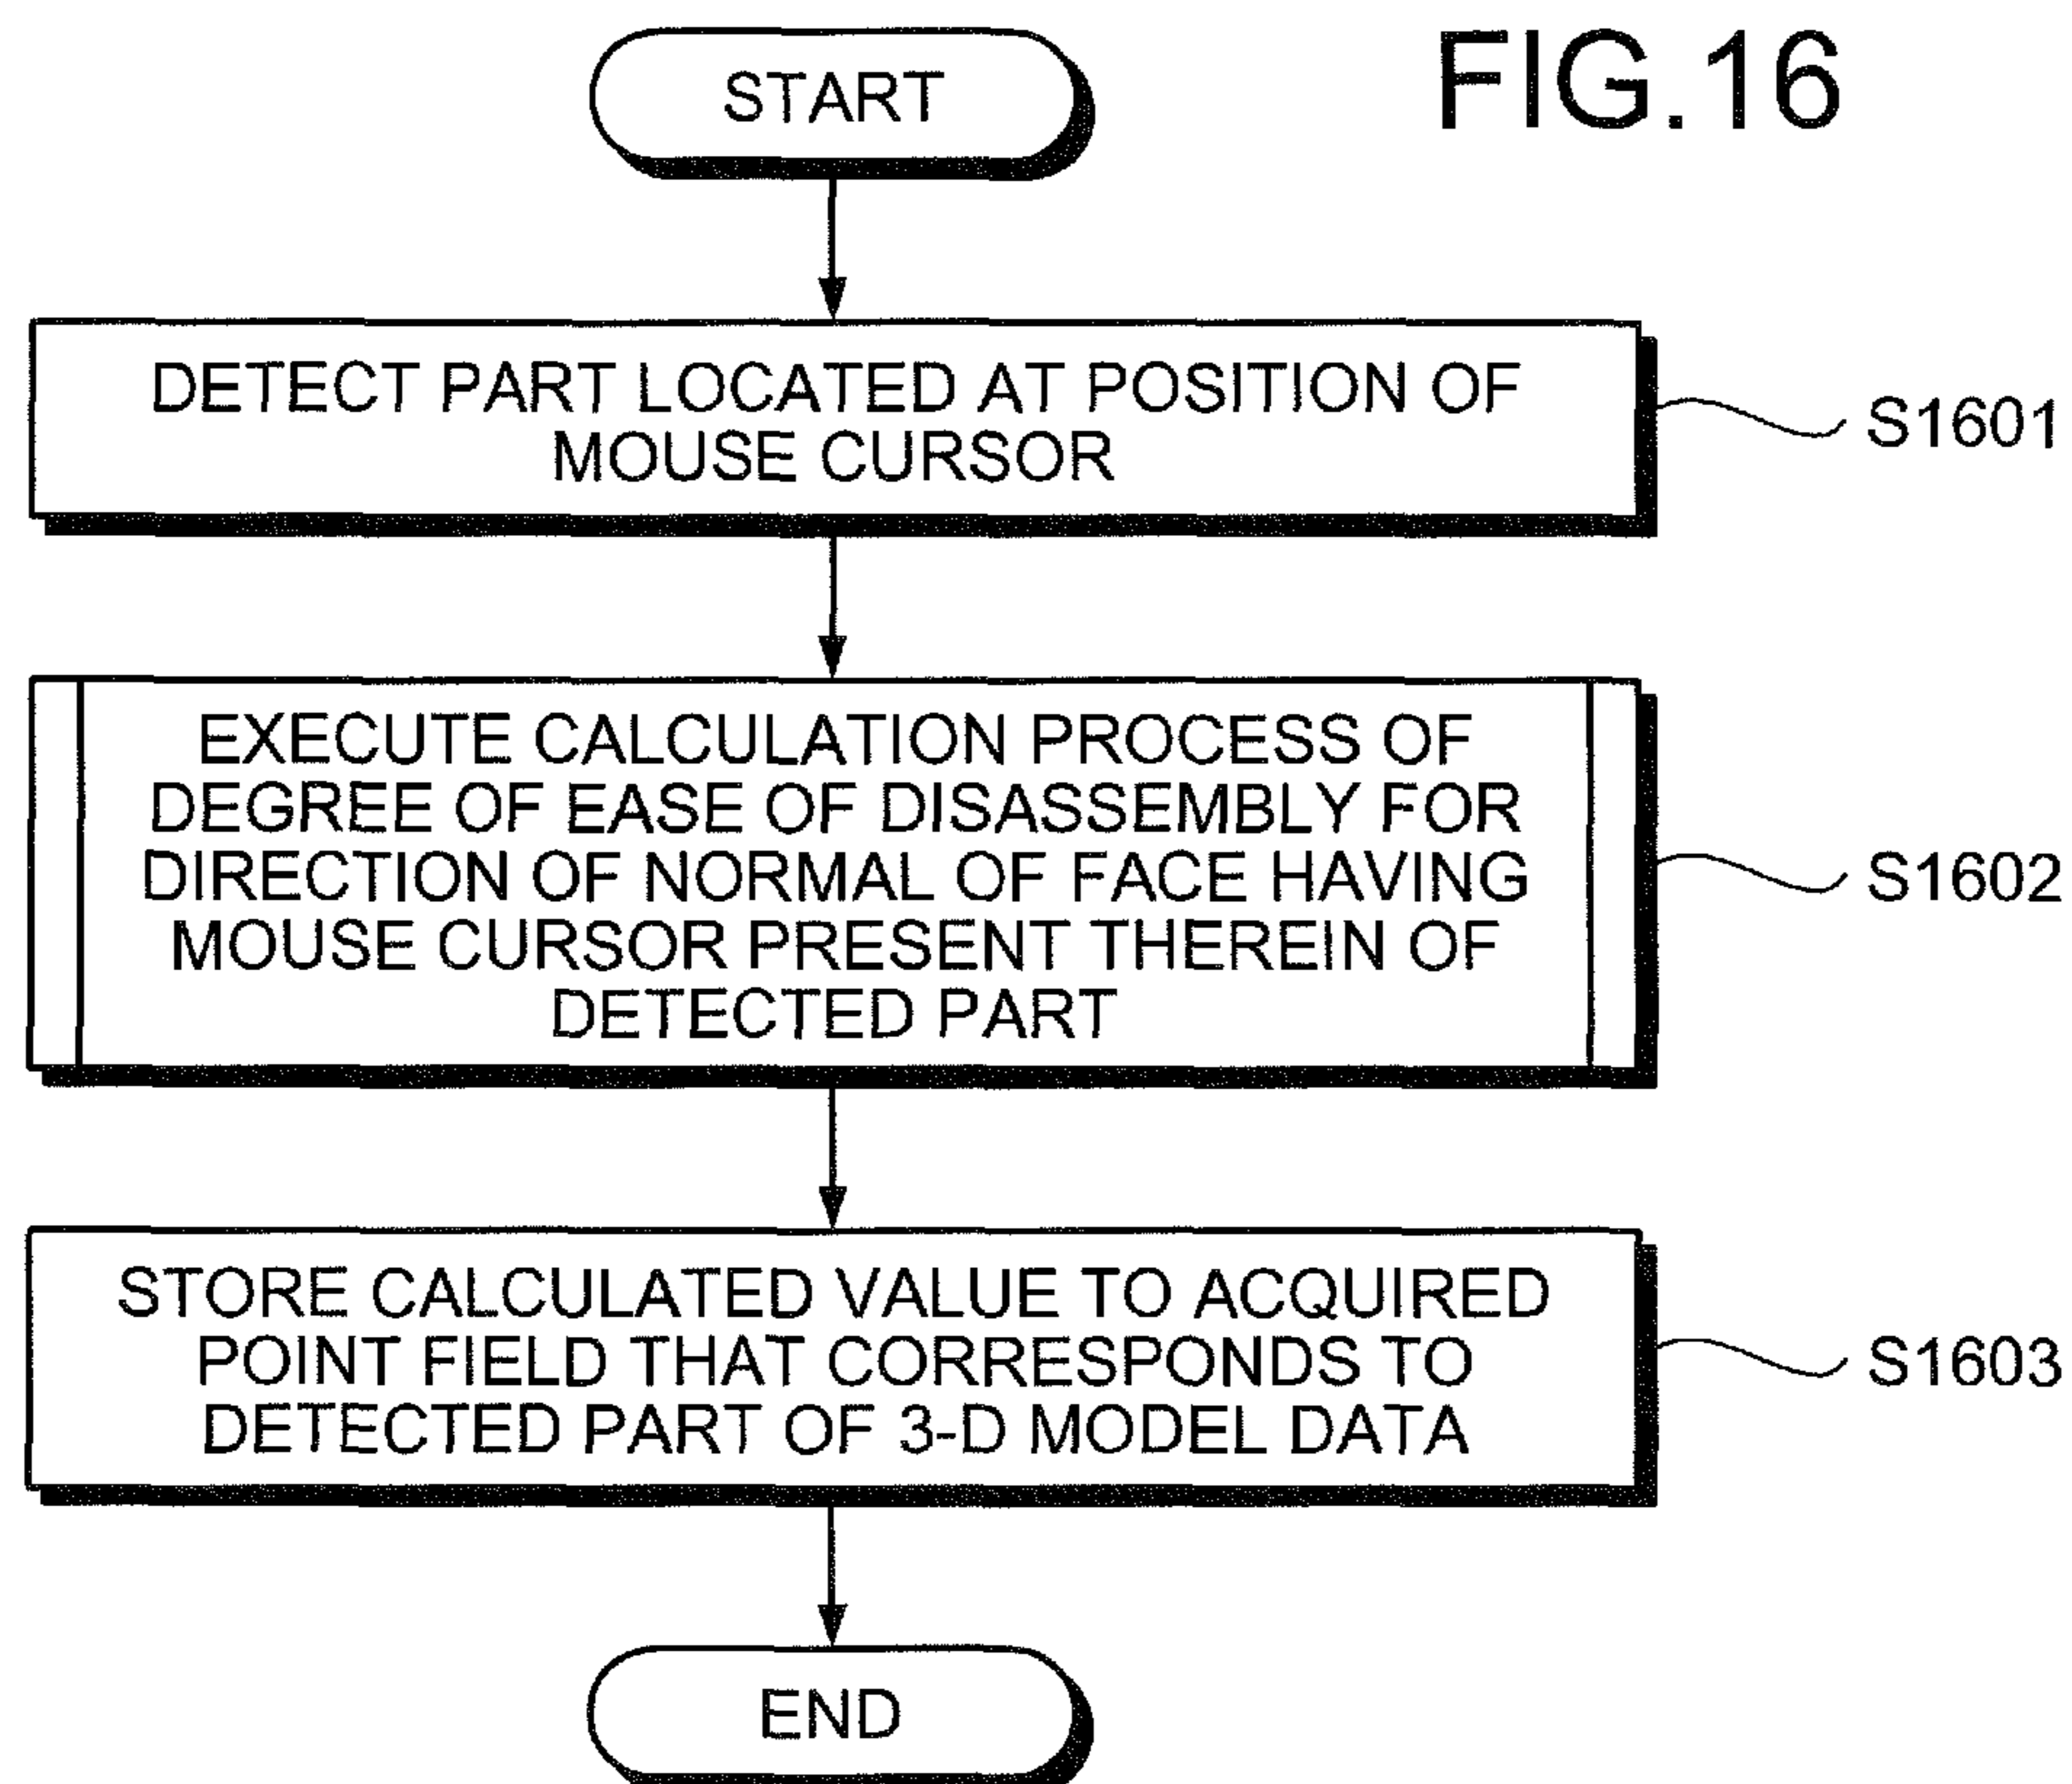 FIG.16
START
DETECT PART LOCATED AT POSITION OF
MOUSE CURSOR
S1601
EXECUTE CALCULATION PROCESS OF
DEGREE OF EASE OF DISASSEMBLY FOR
DIRECTION OF NORMAL OF FACE HAVING
MOUSE CURSOR PRESENT THEREIN OF
DETECTED PART
S1602
STORE CALCULATED VALUE TO ACQUIRED
POINT FIELD THAT CORRESPONDS TO
DETECTED PART OF 3-D MODEL DATA
S1603
END